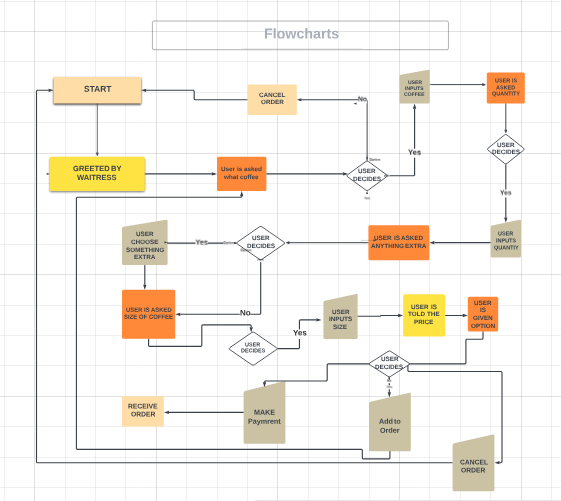 Flowcharts
START
CANCEL
ORDER
No
USER
INPUTS
COFFEE
USER IS
ASKED
QUANTITY
GREETED BY
WAITRESS
User is asked
what coffee
USER
DECIDES
Yes
USER
DECIDES
Yes
USER
CHOOSE
SOMETHING
EXTRA
Yes
USER
DECIDES
USER IS ASKED
ANYTHING EXTRA
USER
INPUTS
QUANTITY
USER IS ASKED
SIZE OF COFFEE
No
USER
DECIDES
Yes
USER
INPUTS
SIZE
USER IS
TOLD THE
PRICE
USER
IS
GIVEN
OPTION
USER
DECIDES
RECEIVE
ORDER
MAKE
Paymrent
Add to
Order
CANCEL
ORDER